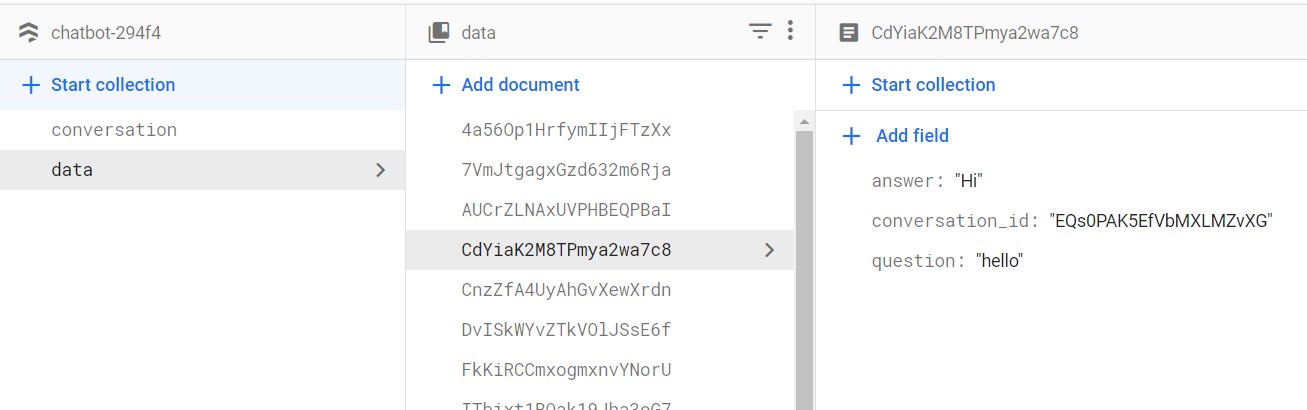 chatbot-294f4
Start collection
conversation
data
data
Add document
4a56Op1HrfymIIjFTzXx
7VmJtgagxGzd632m6Rja
AUCrZLNAxUVPHBEQPBaI
CdYiaK2M8TPmya2wa7c8
CnzZfA4UyAhGvXewXrdn
DvISkWYvZTkVOlJSsE6f
FkKiRCCmxogmxnvYNorU
CdYiaK2M8TPmya2wa7c8
Start collection
Add field
answer: "Hi"
conversation_id: "EQs0PAK5EfVbMXLMZvXG"
question: "hello"